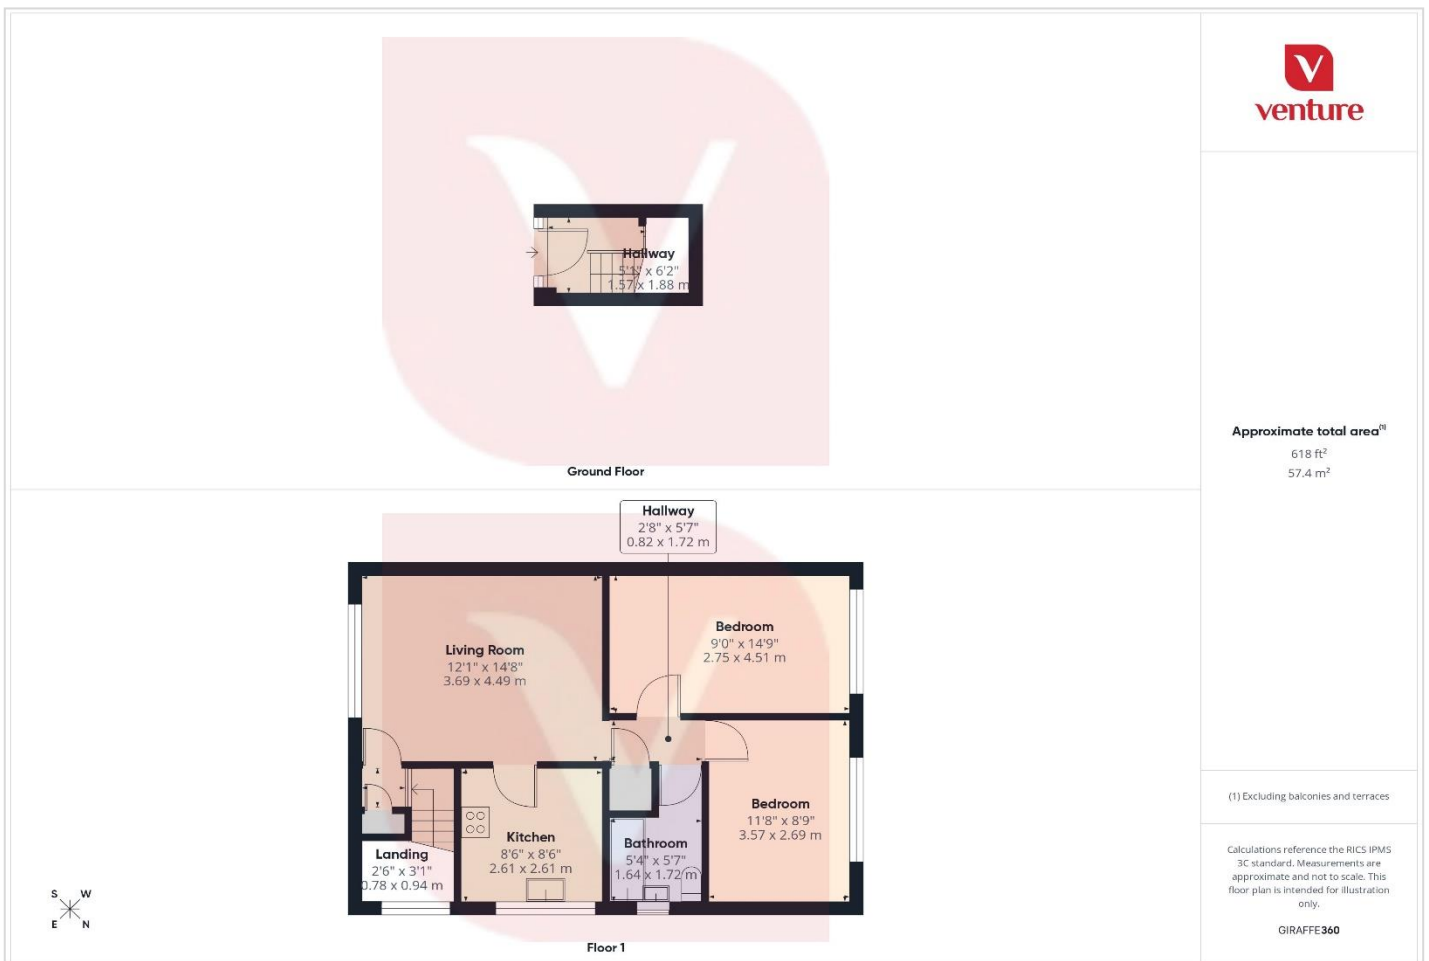 venture
Hallway
5'1" x 6'2"
1.57 x 1.88 m
Ground Floor
Approximate total area(1)
618 ft²
57.4 m²
Hallway
2'8" x 5'7"
0.82 x 1.72 m
Living Room
12'1" x 14'8"
3.69 x 4.49 m
Bedroom
9'0" x 14'9"
2.75 x 4.51 m
Bedroom
11'8" x 8'9"
3.57 x 2.69 m
Kitchen
8'6" x 8'6"
2.61 x 2.61 m
Bathroom
5'4" x 5'7"
1.64 x 1.72 m
Landing
2'6" x 3'1"
0.78 x 0.94 m
S W
E N
Floor 1
(1) Excluding balconies and terraces
Calculations reference the RICS IPMS
3C standard. Measurements are
approximate and not to scale. This
floor plan is intended for illustration
only.
GIRAFFE360